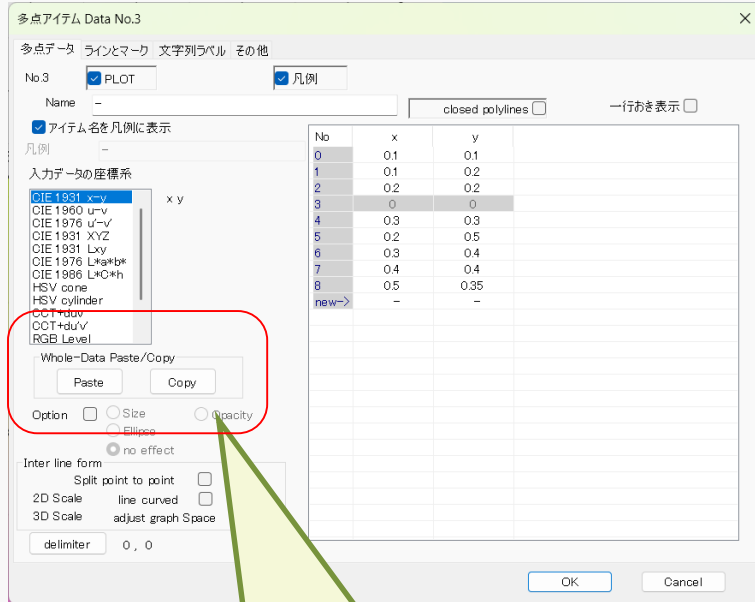 多点アイテム Data No.3
多点データ ラインとマーク 文字列ラベル その他
No.3 PLOT 凡例
Name - closed polylines 一行おき表示
アイテム名を凡例に表示
凡例 -
入力データの座標系
CIE 1931 x-y x y
CIE 1960 u-v
CIE 1976 u'-v'
CIE 1931 XYZ
CIE 1931 Lxy
CIE 1976 L*a*b*
CIE 1986 L*C*h
HSV cone
HSV cylinder
CCT+duv
CCT+du'v'
RGB Level
Whole-Data Paste/Copy
Paste Copy
Option Size Opacity
Ellipse
no effect
Inter line form
Split point to point
2D Scale line curved
3D Scale adjust graph Space
delimiter 0 , 0
No x y
0 0.1 0.1
1 0.1 0.2
2 0.2 0.2
3 0 0
4 0.3 0.3
5 0.2 0.5
6 0.3 0.4
7 0.4 0.4
8 0.5 0.35
new-> - -
OK Cancel